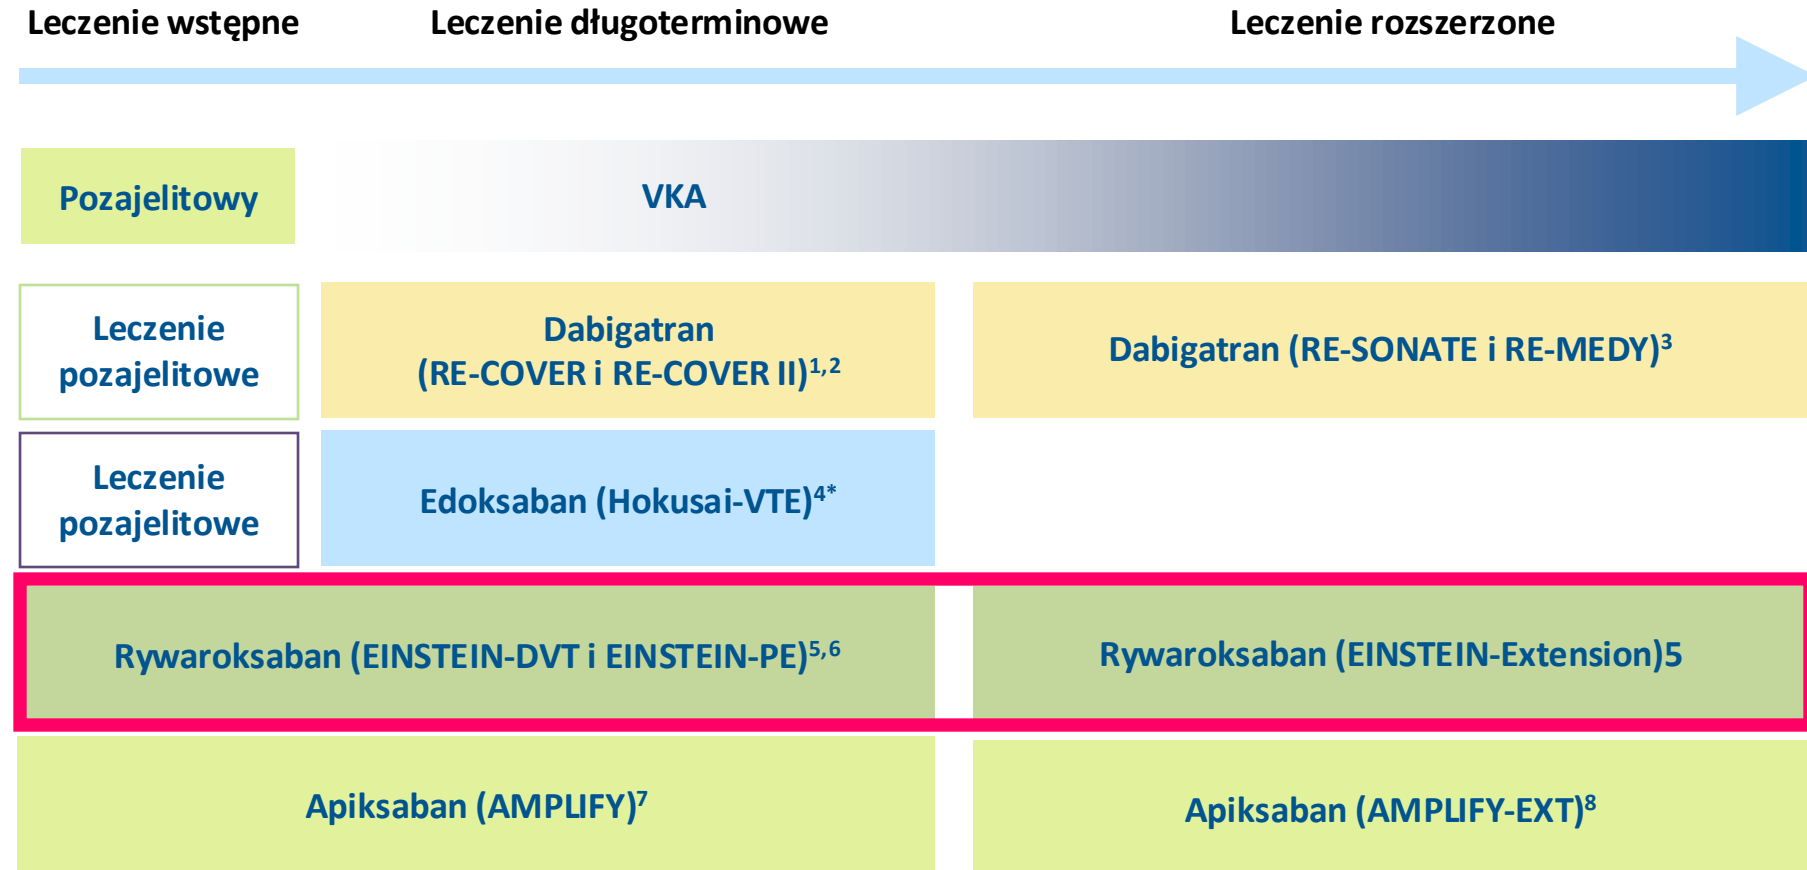 Leczenie wstępne
Leczenie długoterminowe
Leczenie rozszerzone
Pozajelitowy
VKA
Leczenie
pozajelitowe
Dabigatran
(RE-COVER i RE-COVER II)1,2
Dabigatran (RE-SONATE i RE-MEDY)3
Leczenie
pozajelitowe
Edoksaban (Hokusai-VTE)4*
Rywaroksaban (EINSTEIN-DVT i EINSTEIN-PE)5,6
Rywaroksaban (EINSTEIN-Extension)5
Apiksaban (AMPLIFY)7
Apiksaban (AMPLIFY-EXT)8